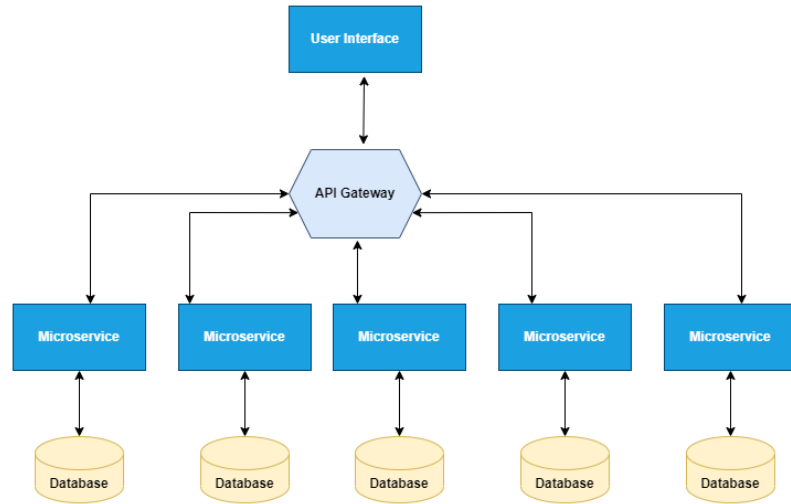 User Interface
API Gateway
Microservice
Microservice
Microservice
Microservice
Microservice
Database
Database
Database
Database
Database